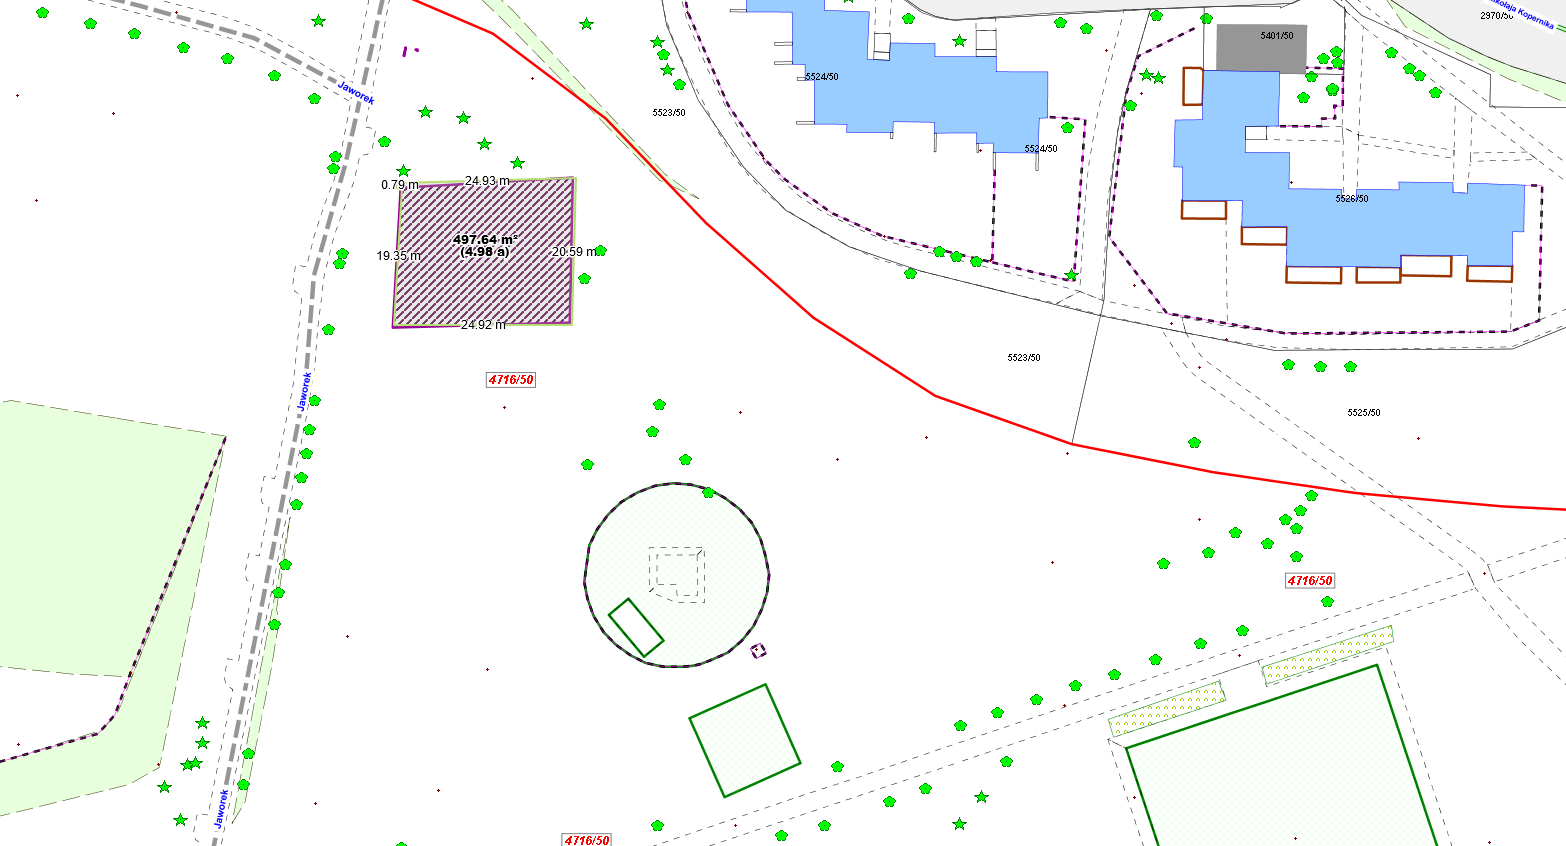 ikołaja Kopernika
2970/50
5401/50
5524/50
Jaworek
5523/50
5524/50
0.79 m
24.93 m
5526/50
497.64 m²
(4.98 a)
19.35 m
20.59 m
24.92 m
5523/50
4716/50
Jaworek
5525/50
4716/50
Jaworek
4716/50